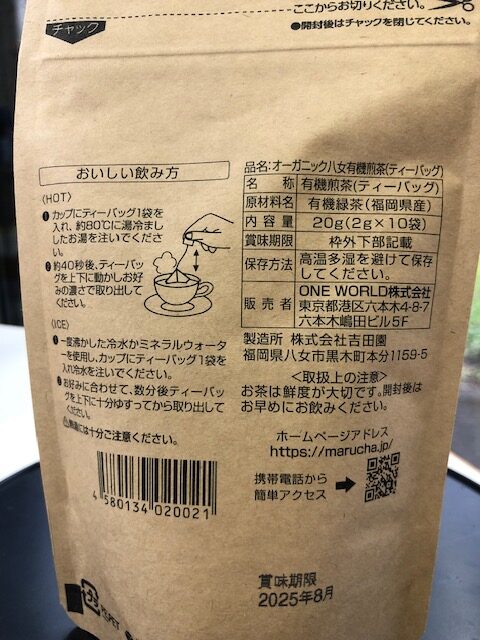 ここからお切りください。
チャック
●開封後はチャックを閉じてください。
おいしい飲み方
〈HOT〉
❶カップにティーバッグ1袋を
入れ、約80℃に湯冷まし
したお湯を注いでくださ
い。
❷約40秒後、ティーバッ
グを上下に動かしお好
みの濃さで取り出して
ください。
〈ICE〉
❶一度沸かした冷水かミネラルウォータ
ーを使用し、カップにティーバッグ1袋を
入れ冷水を注いでください。
❷お好みに合わせて、数分後ティーバッ
グを上下に十分ゆすってから取り出して
ください。
熱湯には十分ご注意ください。
4 580134 020021
品名：オーガニック八女有機煎茶(ティーバッグ)
名称 有機煎茶(ティーバッグ)
原材料名 有機緑茶(福岡県産)
内容量 20g(2g×10袋)
賞味期限 枠外下部記載
保存方法 高温多湿を避けて保存
してください。
販売者 ONE WORLD株式会社
東京都港区六本木4-8-7
六本木嶋田ビル5F
製造所 株式会社吉田園
福岡県八女市黒木町本分1159-5
＜取扱上の注意＞
お茶は鮮度が大切です。開封後は
お早めにお飲みください。
ホームページアドレス
https://marucha.jp/
携帯電話から
簡単アクセス
プラ
PE,PET
賞味期限
2025年8月